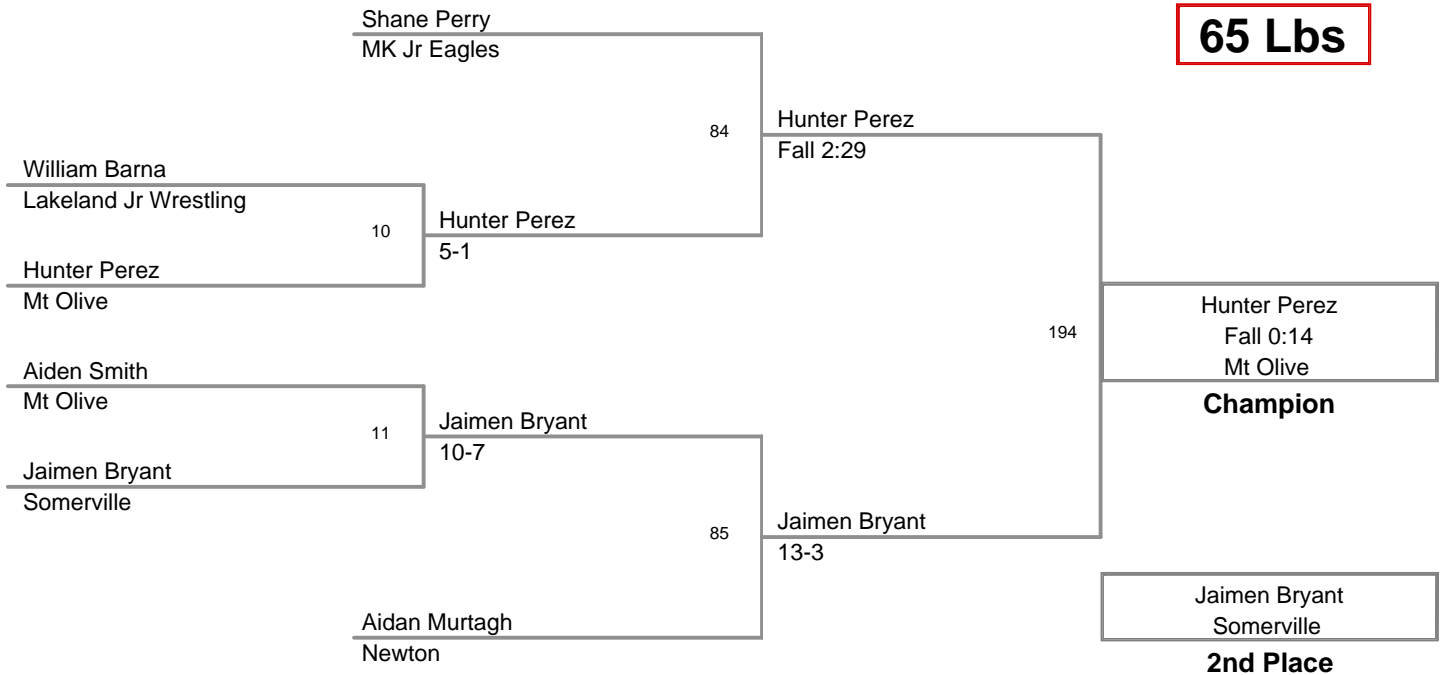 Shane Perry
MK Jr Eagles
65 Lbs
84
Hunter Perez
Fall 2:29
William Barna
Lakeland Jr Wrestling
10
Hunter Perez
5-1
Hunter Perez
Mt Olive
194
Hunter Perez
Fall 0:14
Mt Olive
Champion
Aiden Smith
Mt Olive
11
Jaimen Bryant
10-7
Jaimen Bryant
Somerville
85
Jaimen Bryant
13-3
Aidan Murtagh
Newton
Jaimen Bryant
Somerville
2nd Place